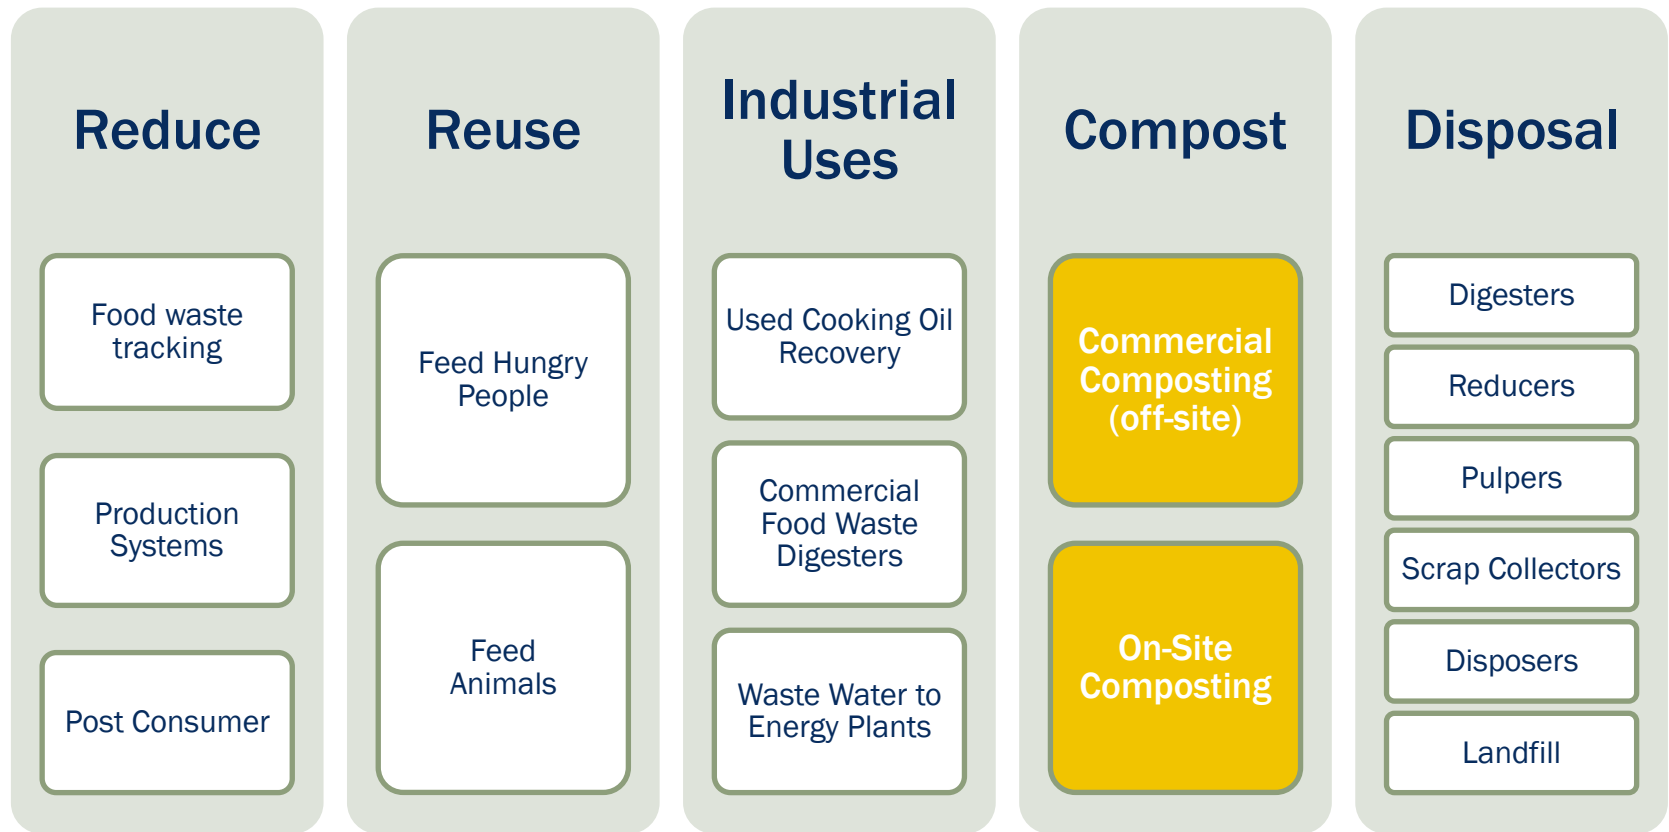 Reduce
Food waste
tracking
Production
Systems
Post Consumer
Reuse
Feed Hungry
People
Feed
Animals
Industrial
Uses
Used Cooking Oil
Recovery
Commercial
Food Waste
Digesters
Waste Water to
Energy Plants
Compost
Commercial
Composting
(off-site)
On-Site
Composting
Disposal
Digesters
Reducers
Pulpers
Scrap Collectors
Disposers
Landfill